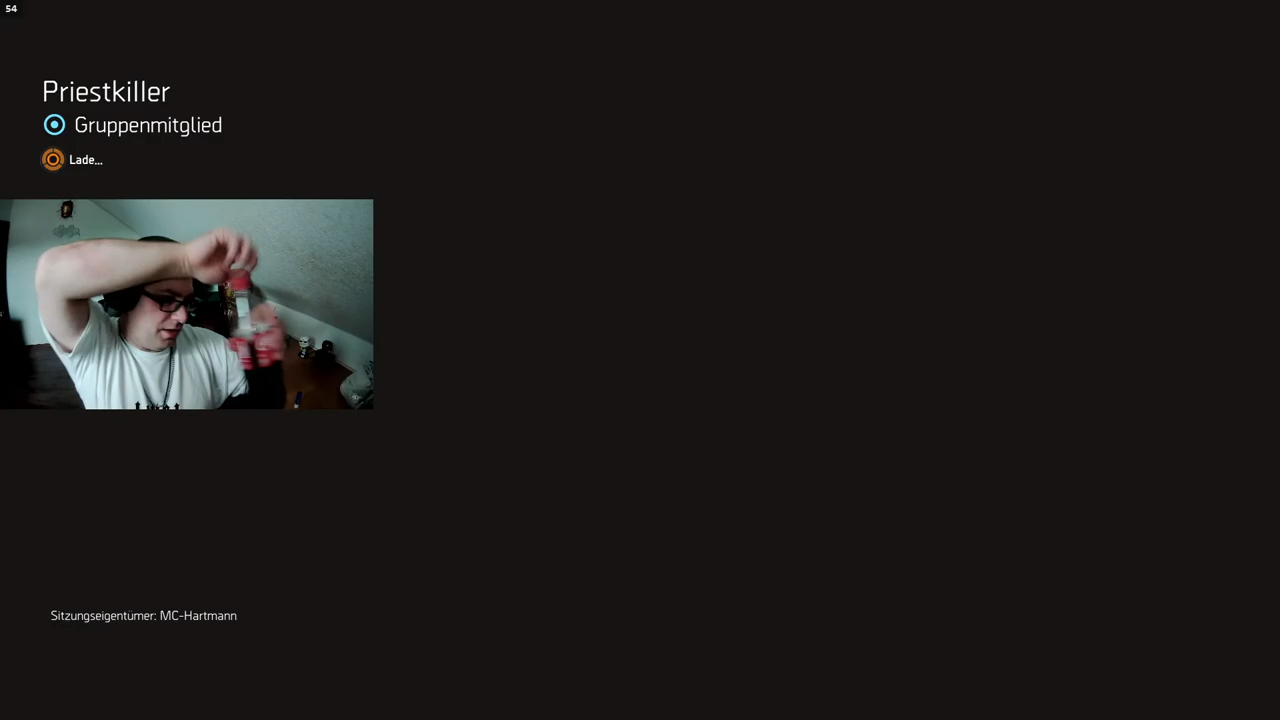 54
Priestkiller
Gruppenmitglied
Lade...
Sitzungseigentümer: MC-Hartmann